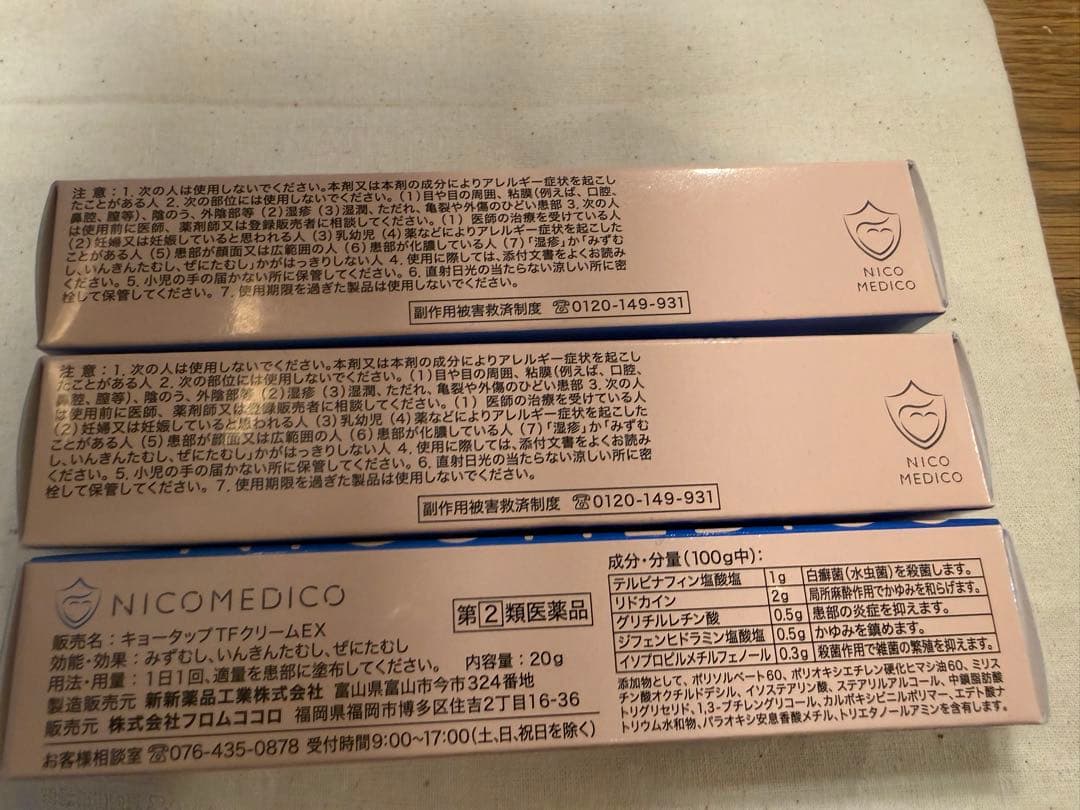 注意：1. 次の人は使用しないでください。本剤又は本剤の成分によりアレルギー症状を起こし
たことがある人 2. 次の部位には使用しないでください。(1)目や目の周囲、粘膜(例えば、口腔、
鼻腔、膣等)、陰のう、外陰部等 (2)湿疹 (3)湿潤、ただれ、亀裂や外傷のひどい患部 3. 次の人
は使用前に医師、薬剤師又は登録販売者に相談してください。(1) 医師の治療を受けている人
(2)妊婦又は妊娠していると思われる人 (3)乳幼児 (4)薬などによりアレルギー症状を起こした
ことがある人 (5)患部が顔面又は広範囲の人 (6)患部が化膿している人 (7)「湿疹」か「みずむ
し、いんきんたむし、ぜにたむし」かがはっきりしない人 4. 使用に際しては、添付文書をよくお読み
ください。5. 小児の手の届かない所に保管してください。6. 直射日光の当たらない涼しい所に密
栓して保管してください。7. 使用期限を過ぎた製品は使用しないでください。
副作用被害救済制度 ☎0120-149-931
NICO
MEDICO
注意：1. 次の人は使用しないでください。本剤又は本剤の成分によりアレルギー症状を起こし
たことがある人 2. 次の部位には使用しないでください。(1)目や目の周囲、粘膜(例えば、口腔、
鼻腔、膣等)、陰のう、外陰部等 (2)湿疹 (3)湿潤、ただれ、亀裂や外傷のひどい患部 3. 次の人
は使用前に医師、薬剤師又は登録販売者に相談してください。(1) 医師の治療を受けている人
(2)妊婦又は妊娠していると思われる人 (3)乳幼児 (4)薬などによりアレルギー症状を起こした
ことがある人 (5)患部が顔面又は広範囲の人 (6)患部が化膿している人 (7)「湿疹」か「みずむ
し、いんきんたむし、ぜにたむし」かがはっきりしない人 4. 使用に際しては、添付文書をよくお読み
ください。5. 小児の手の届かない所に保管してください。6. 直射日光の当たらない涼しい所に密
栓して保管してください。7. 使用期限を過ぎた製品は使用しないでください。
副作用被害救済制度 ☎0120-149-931
NICO
MEDICO
NICOMEDICO
第②類医薬品
販売名：キョータップTFクリームEX
効能・効果：みずむし、いんきんたむし、ぜにたむし
用法・用量：1日1回、適量を患部に塗布してください。 内容量：20g
製造販売元 新新薬品工業株式会社 富山県富山市今市324番地
販売元 株式会社フロムココロ 福岡県福岡市博多区住吉2丁目16-36
お客様相談室 ☎076-435-0878 受付時間9:00〜17:00(土、日、祝日を除く)
成分・分量(100g中)：
テルビナフィン塩酸塩 1g 白癬菌(水虫菌)を殺菌します。
リドカイン 2g 局所麻酔作用でかゆみを和らげます。
グリチルレチン酸 0.5g 患部の炎症を抑えます。
ジフェンヒドラミン塩酸塩 0.5g かゆみを鎮めます。
イソプロピルメチルフェノール 0.3g 殺菌作用で雑菌の繁殖を抑えます。
添加物として、ポリソルベート60、ポリオキシエチレン硬化ヒマシ油60、ミリス
チン酸オクチルドデシル、イソステアリン酸、ステアリルアルコール、中鎖脂肪酸
トリグリセリド、1,3-ブチレングリコール、カルボキシビニルポリマー、エデト酸ナ
トリウム水和物、パラオキシ安息香酸メチル、トリエタノールアミンを含有します。